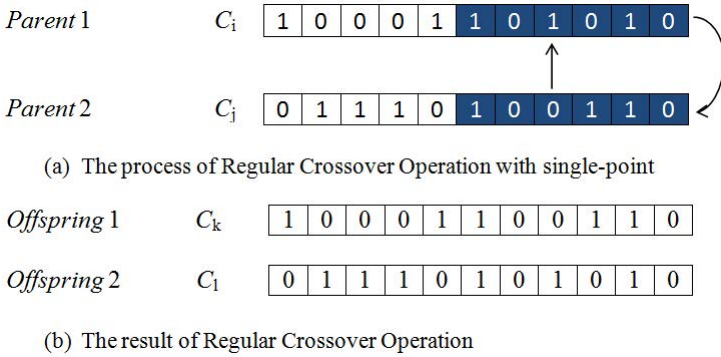 Parent 1 Ci 1 0 0 0 1 1 0 1 0 1 0
Parent 2 Cj 0 1 1 1 0 1 0 0 1 1 0
(a) The process of Regular Crossover Operation with single-point
Offspring 1 Ck 1 0 0 0 1 1 0 0 1 1 0
Offspring 2 Cl 0 1 1 1 0 1 0 1 0 1 0
(b) The result of Regular Crossover Operation